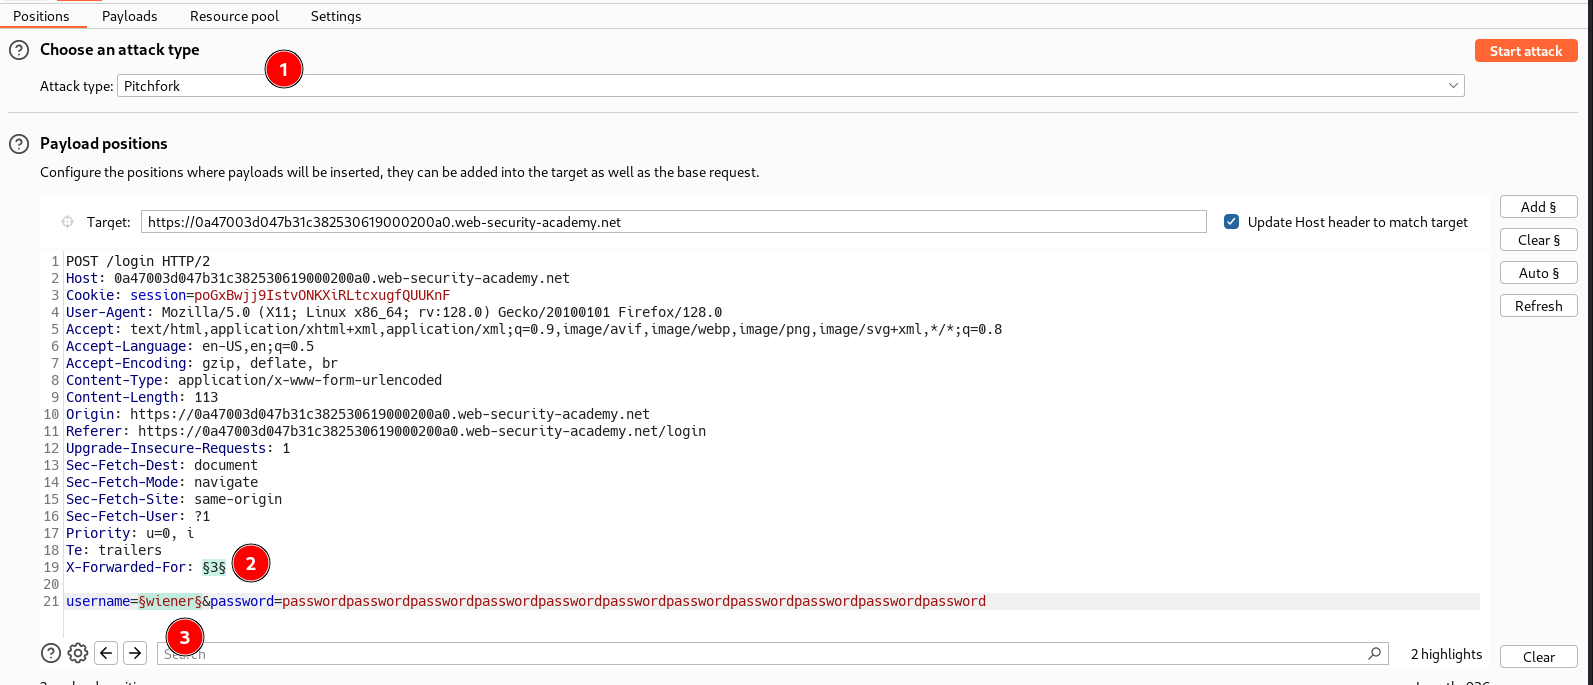 Positions Payloads Resource pool Settings
Choose an attack type
Start attack
1
Attack type: Pitchfork
Payload positions
Configure the positions where payloads will be inserted, they can be added into the target as well as the base request.
Add §
Target: https://0a47003d047b31c382530619000200a0.web-security-academy.net
Update Host header to match target
Clear §
Auto §
Refresh
1 POST /login HTTP/2
2 Host: 0a47003d047b31c382530619000200a0.web-security-academy.net
3 Cookie: session=poGxBwjj9IstvONKXiRLtcxugfQUUKnF
4 User-Agent: Mozilla/5.0 (X11; Linux x86_64; rv:128.0) Gecko/20100101 Firefox/128.0
5 Accept: text/html,application/xhtml+xml,application/xml;q=0.9,image/avif,image/webp,image/png,image/svg+xml,*/*;q=0.8
6 Accept-Language: en-US,en;q=0.5
7 Accept-Encoding: gzip, deflate, br
8 Content-Type: application/x-www-form-urlencoded
9 Content-Length: 113
10 Origin: https://0a47003d047b31c382530619000200a0.web-security-academy.net
11 Referer: https://0a47003d047b31c382530619000200a0.web-security-academy.net/login
12 Upgrade-Insecure-Requests: 1
13 Sec-Fetch-Dest: document
14 Sec-Fetch-Mode: navigate
15 Sec-Fetch-Site: same-origin
16 Sec-Fetch-User: ?1
17 Priority: u=0, i
18 Te: trailers
19 X-Forwarded-For: §3§
2
20
21 username=§wiener§&password=passwordpasswordpasswordpasswordpasswordpasswordpasswordpasswordpasswordpasswordpassword
3
Search
2 highlights
Clear